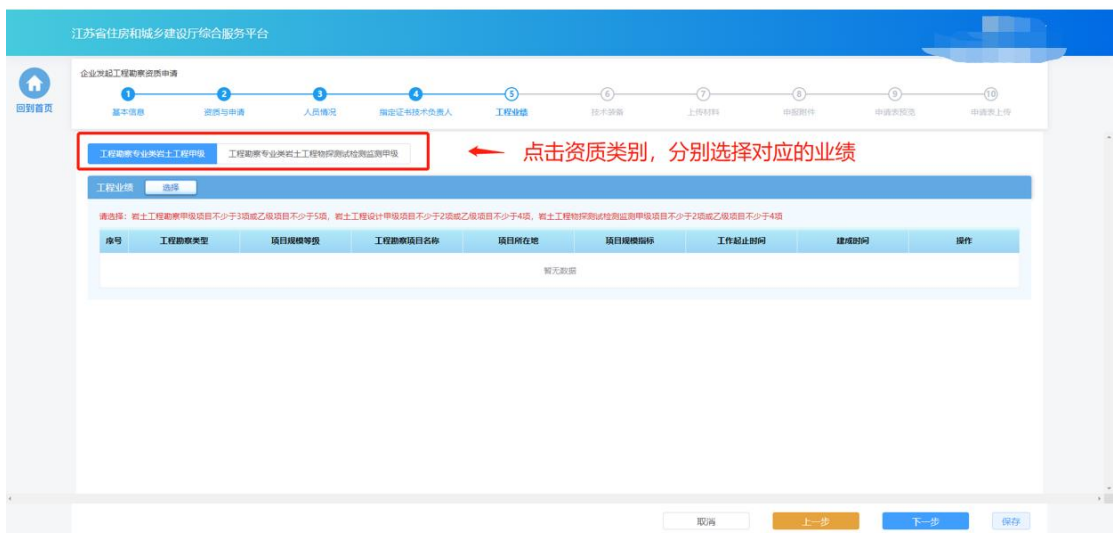 江苏省住房和城乡建设厅综合服务平台
回到首页
企业发起工程勘察资质申请
1 2 3 4 5 6 7 8 9 10
基本信息 资质与申请 人员情况 指定证书技术负责人 工程业绩 技术装备 上传材料 申报附件 申请表预览 申请表上传
工程勘察专业类岩土工程甲级 工程勘察专业类岩土工程物探测试检测监测甲级
点击资质类别，分别选择对应的业绩
工程业绩 选择
请选择：岩土工程勘察甲级项目不少于3项或乙级项目不少于5项，岩土工程设计甲级项目不少于2项或乙级项目不少于4项，岩土工程物探测试检测监测甲级项目不少于2项或乙级项目不少于4项
序号 工程勘察类型 项目规模等级 工程勘察项目名称 项目所在地 项目规模指标 工作起止时间 建成时间 操作
暂无数据
取消 上一步 下一步 保存